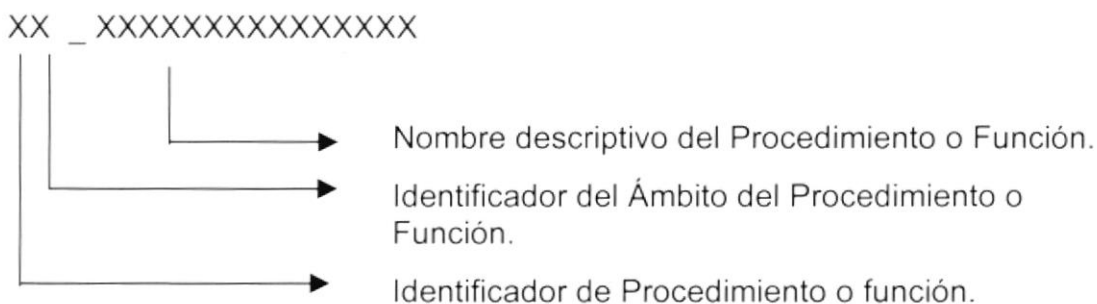 XX _ XXXXXXXXXXXXXXX
Nombre descriptivo del Procedimiento o Función.
Identificador del Ámbito del Procedimiento o
Función.
Identificador de Procedimiento o función.